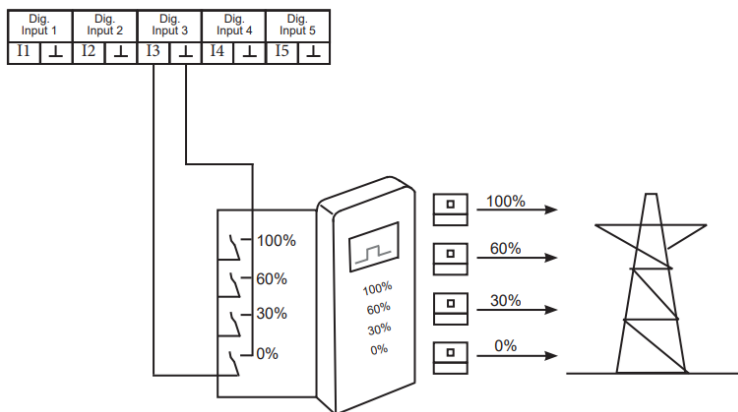 Dig. Input 1
Dig. Input 2
Dig. Input 3
Dig. Input 4
Dig. Input 5
I1 ⊥ I2 ⊥ I3 ⊥ I4 ⊥ I5 ⊥
100%
60%
30%
0%
100%
60%
30%
0%
100%
60%
30%
0%